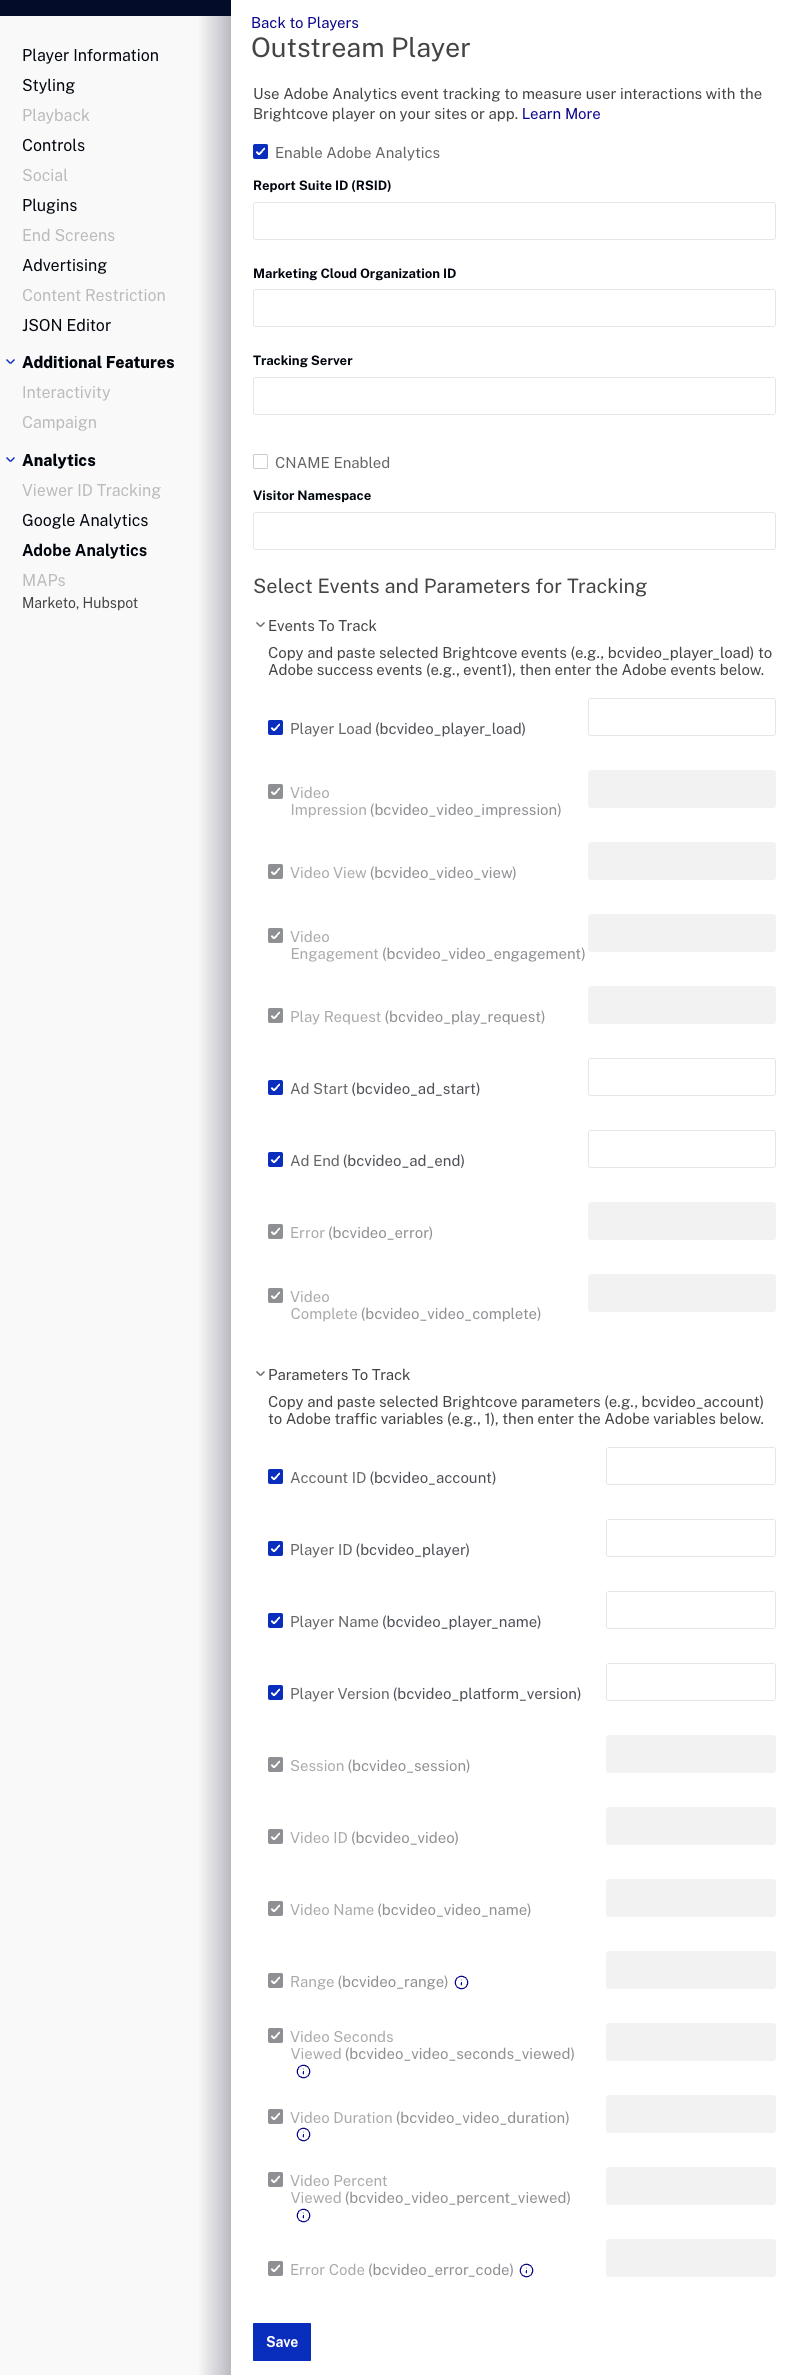 Player Information
Styling
Playback
Controls
Social
Plugins
End Screens
Advertising
Content Restriction
JSON Editor
Additional Features
Interactivity
Campaign
Analytics
Viewer ID Tracking
Google Analytics
Adobe Analytics
MAPs
Marketo, Hubspot
Back to Players
Outstream Player
Use Adobe Analytics event tracking to measure user interactions with the
Brightcove player on your sites or app. Learn More
Enable Adobe Analytics
Report Suite ID (RSID)
Marketing Cloud Organization ID
Tracking Server
CNAME Enabled
Visitor Namespace
Select Events and Parameters for Tracking
Events To Track
Copy and paste selected Brightcove events (e.g., bcvideo_player_load) to
Adobe success events (e.g., event1), then enter the Adobe events below.
Player Load (bcvideo_player_load)
Video
Impression (bcvideo_video_impression)
Video View (bcvideo_video_view)
Video
Engagement (bcvideo_video_engagement)
Play Request (bcvideo_play_request)
Ad Start (bcvideo_ad_start)
Ad End (bcvideo_ad_end)
Error (bcvideo_error)
Video
Complete (bcvideo_video_complete)
Parameters To Track
Copy and paste selected Brightcove parameters (e.g., bcvideo_account)
to Adobe traffic variables (e.g., 1), then enter the Adobe variables below.
Account ID (bcvideo_account)
Player ID (bcvideo_player)
Player Name (bcvideo_player_name)
Player Version (bcvideo_platform_version)
Session (bcvideo_session)
Video ID (bcvideo_video)
Video Name (bcvideo_video_name)
Range (bcvideo_range)
Video Seconds
Viewed (bcvideo_video_seconds_viewed)
Video Duration (bcvideo_video_duration)
Video Percent
Viewed (bcvideo_video_percent_viewed)
Error Code (bcvideo_error_code)
Save